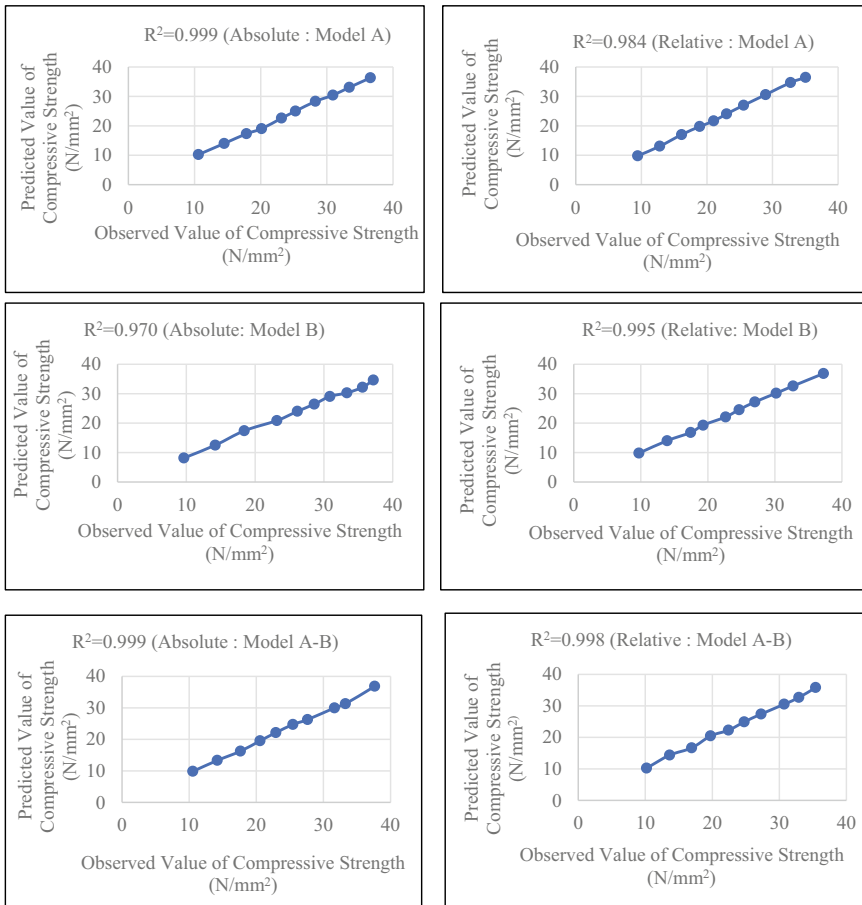 R²=0.999 (Absolute : Model A)
Predicted Value of
Compressive Strength
(N/mm²)
40
30
20
10
0
0 10 20 30 40
Observed Value of Compressive Strength
(N/mm²)
R²=0.984 (Relative : Model A)
Predicted Value of
Compressive Strength
(N/mm²)
40
30
20
10
0
0 10 20 30 40
Observed Value of Compressive Strength
(N/mm²)
R²=0.970 (Absolute: Model B)
Predicted Value of
Compressive Strength
(N/mm²)
40
30
20
10
0
0 10 20 30 40
Observed Value of Compressive Strength
(N/mm²)
R²=0.995 (Relative: Model B)
Predicted Value of
Compressive Strength
(N/mm²)
40
30
20
10
0
0 10 20 30 40
Observed Value of Compressive Strength
(N/mm²)
R²=0.999 (Absolute : Model A-B)
Predicted Value of
Compressive Strength
(N/mm²)
40
30
20
10
0
0 10 20 30 40
Observed Value of Compressive Strength
(N/mm²)
R²=0.998 (Relative : Model A-B)
Predicted Value of
Compressive Strength
(N/mm²⁾
40
30
20
10
0
0 10 20 30 40
Observed Value of Compressive Strength
(N/mm²)